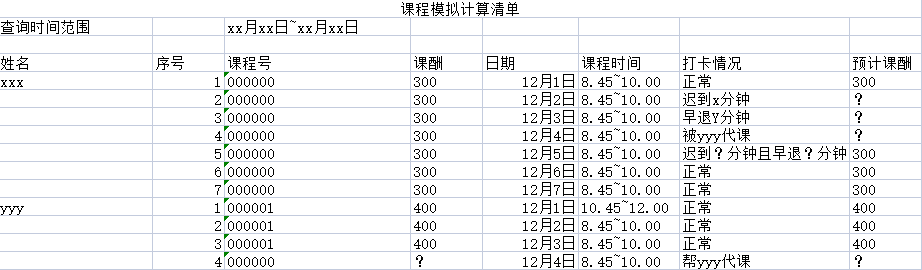 课程模拟计算清单
查询时间范围 xx月xx日~xx月xx日
姓名 序号 课程号 课酬 日期 课程时间 打卡情况 预计课酬
xxx 1 000000 300 12月1日 8.45~10.00 正常 300
2 000000 300 12月2日 8.45~10.00 迟到x分钟 ?
3 000000 300 12月3日 8.45~10.00 早退Y分钟 ?
4 000000 300 12月4日 8.45~10.00 被yyy代课 ?
5 000000 300 12月5日 8.45~10.00 迟到?分钟且早退?分钟 300
6 000000 300 12月6日 8.45~10.00 正常 300
7 000000 300 12月7日 8.45~10.00 正常 300
yyy 1 000001 400 12月1日 10.45~12.00 正常 400
2 000001 400 12月2日 8.45~10.00 正常 400
3 000001 400 12月3日 8.45~10.00 正常 400
4 000000 ? 12月4日 8.45~10.00 帮yyy代课 ?